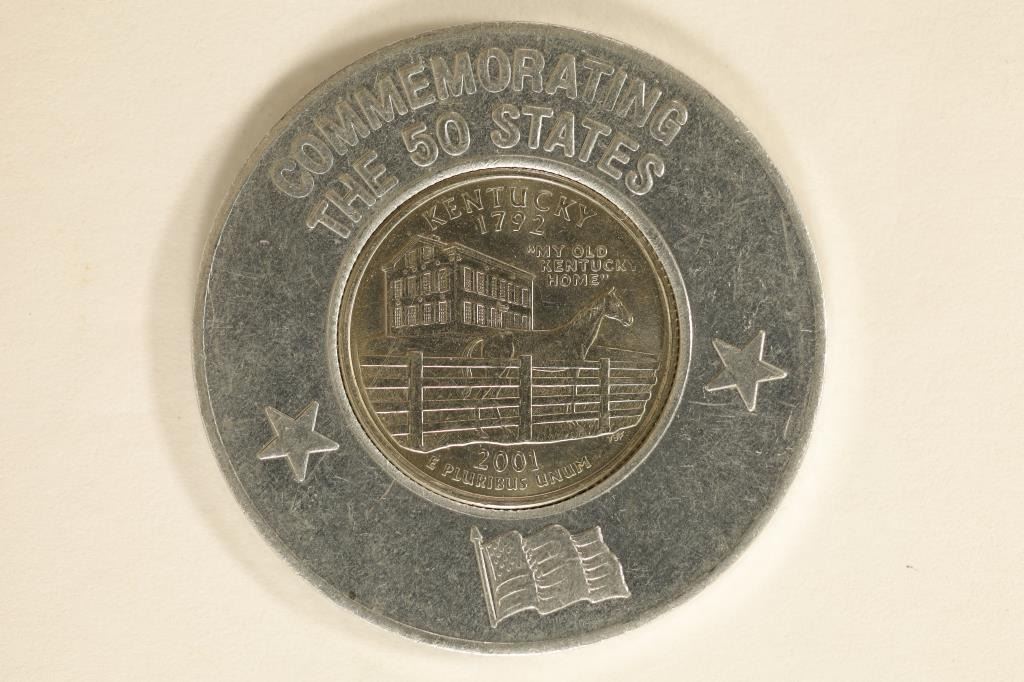 COMMEMORATING
THE 50 STATES
KENTUCKY
1792
"MY OLD
KENTUCKY
HOME"
2001
E PLURIBUS UNUM